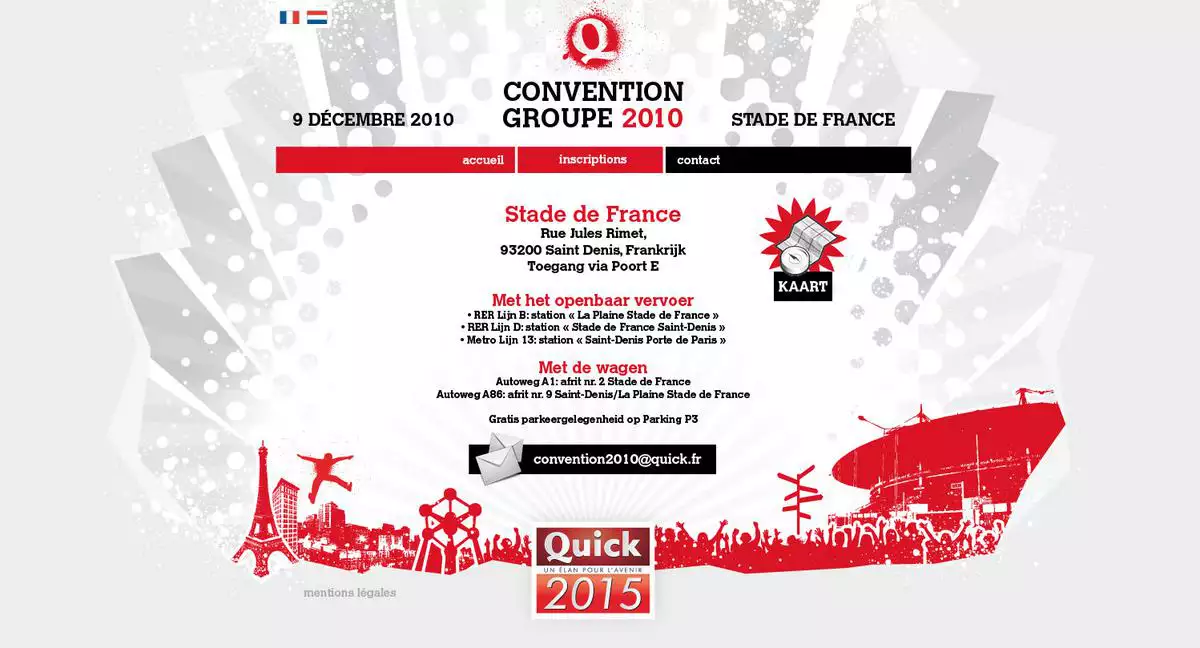 Q
CONVENTION
GROUPE 2010
9 DÉCEMBRE 2010
STADE DE FRANCE
accueil
inscriptions
contact
Stade de France
Rue Jules Rimet,
93200 Saint Denis, Frankrijk
Toegang via Poort E
KAART
Met het openbaar vervoer
• RER Lijn B: station « La Plaine Stade de France »
• RER Lijn D: station « Stade de France Saint-Denis »
• Metro Lijn 13: station « Saint-Denis Porte de Paris »
Met de wagen
Autoweg A1: afrit nr. 2 Stade de France
Autoweg A86: afrit nr. 9 Saint-Denis/La Plaine Stade de France
Gratis parkeergelegenheid op Parking P3
convention2010@quick.fr
Quick
UN ÉLAN POUR L'AVENIR
2015
mentions légales